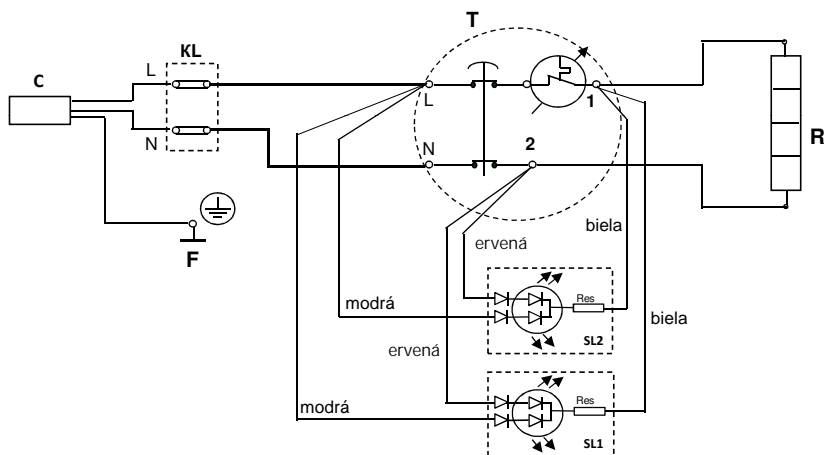 T
KL
C
L
N
L
1
N
2
R
F
biela
ervená
modrá
Res
SL2
biela
ervená
modrá
Res
SL1